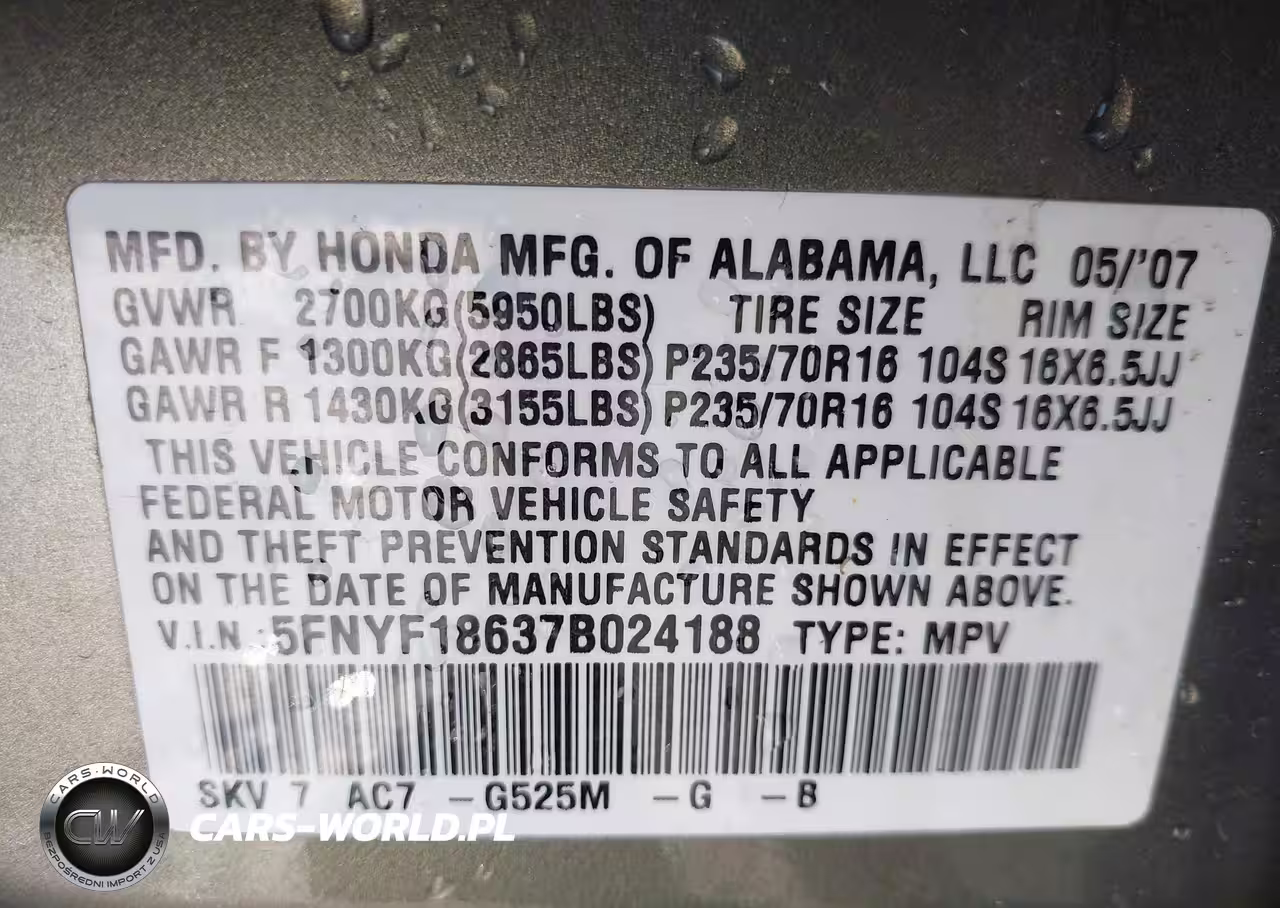 MFD. BY HONDA MFG. OF ALABAMA, LLC 05/'07
GVWR 2700KG(5950LBS) TIRE SIZE RIM SIZE
GAWR F 1300KG(2865LBS) P235/70R16 104S 16X6.5JJ
GAWR R 1430KG(3155LBS) P235/70R16 104S 16X6.5JJ
THIS VEHICLE CONFORMS TO ALL APPLICABLE
FEDERAL MOTOR VEHICLE SAFETY
AND THEFT PREVENTION STANDARDS IN EFFECT
ON THE DATE OF MANUFACTURE SHOWN ABOVE.
V.I.N.:5FNYF18637B024188 TYPE: MPV
SKV 7 AC7 -G525M -G -B
CARS-WORLD
CW
BEZPOŚREDNI IMPORT Z USA
CARS-WORLD.PL